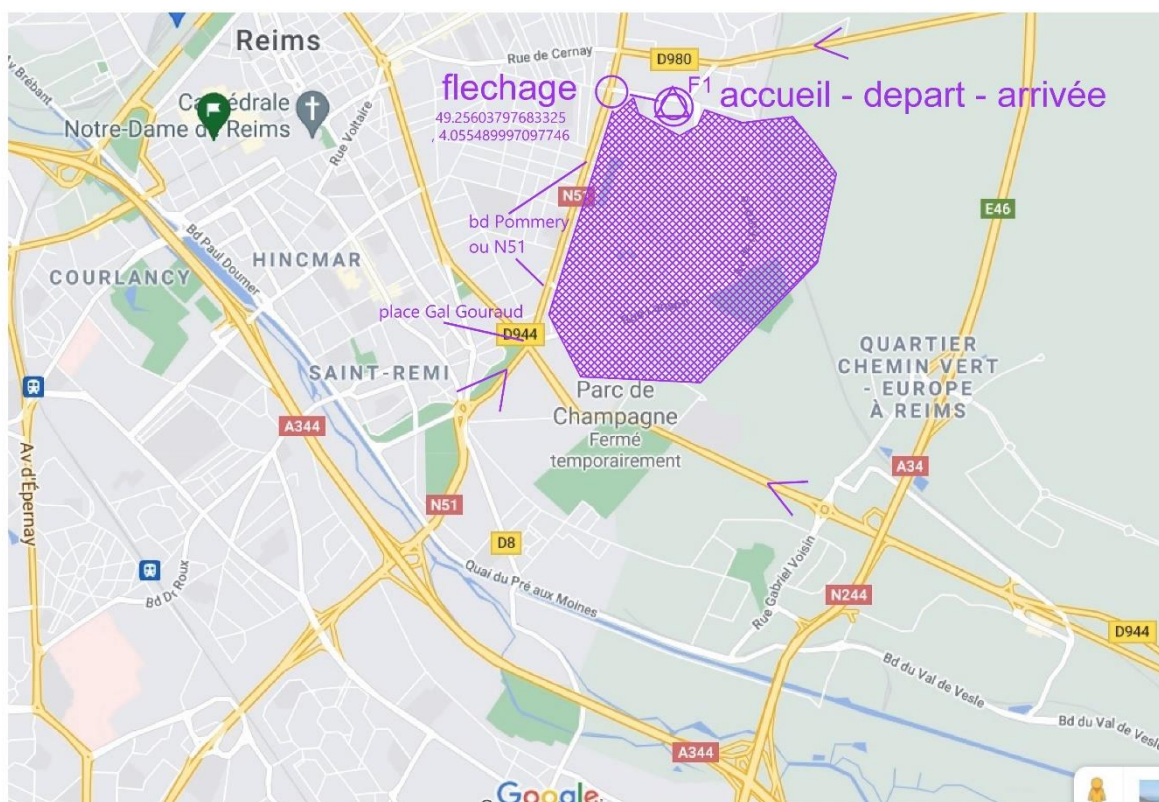 Reims
Rue de Cernay
D980
flechage
F1
accueil - depart - arrivée
49.25603797683325
, 4.055489997097746
Av Brébant
Cathédrale
Notre-Dame de Reims
Rue Voltaire
N51
E46
bd Pommery
ou N51
Bd Paul Doumer
HINCMAR
COURLANCY
place Gal Gouraud
D944
SAINT-REMI
QUARTIER
CHEMIN VERT
- EUROPE
À REIMS
Parc de
Champagne
Fermé
temporairement
A344
A34
Av d'Épernay
N51
D8
Quai du Pré aux Moines
Bd Dr Roux
Rue Gabriel Voisin
N244
D944
Bd du Val de Vesle
Bd du Val de Vesle
A344
Google